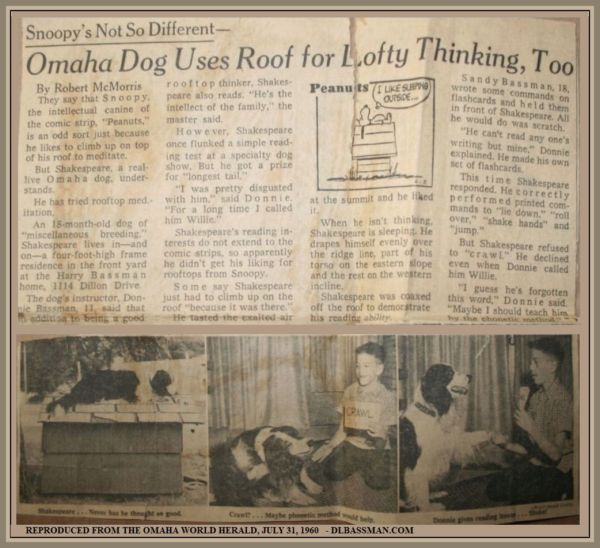 Snoopy's Not So Different—
Omaha Dog Uses Roof for Lofty Thinking, Too
By Robert McMorris
They say that Snoopy,
the intellectual canine of
the comic strip, "Peanuts,"
is an odd sort just because
he likes to climb up on top
of his roof to meditate.
But Shakespeare, a real-
live Omaha dog, under-
stands.
He has tried rooftop med-
itation.
An 18-month-old dog of
"miscellaneous breeding,"
Shakespeare lives in—and
on—a four-foot-high frame
residence in the front yard
at the Harry Bassman
home, 1114 Dillon Drive.
The dog's instructor, Don-
nie Bassman, 11, said that
in addition to being a good
rooftop thinker, Shakes-
peare also reads. "He's the
intellect of the family," the
master said.
However, Shakespeare
once flunked a simple read-
ing test at a specialty dog
show. But he got a prize
for "longest tail."
"I was pretty disgusted
with him," said Donnie.
"For a long time I called
him Willie."
Shakespeare's reading in-
terests do not extend to the
comic strips, so apparently
he didn't get his liking for
rooftops from Snoopy.
Some say Shakespeare
just had to climb up on the
roof "because it was there."
He tasted the exalted air
Peanuts
I LIKE SLEEPING
OUTSIDE...
at the summit and he liked
it.
When he isn't thinking,
Shakespeare is sleeping. He
drapes himself evenly over
the ridge line, part of his
torso on the eastern slope
and the rest on the western
incline.
Shakespeare was coaxed
off the roof to demonstrate
his reading ability.
Sandy Bassman, 18,
wrote some commands on
flashcards and held them
in front of Shakespeare. All
he would do was scratch.
"He can't read any one's
writing but mine," Donnie
explained. He made his own
set of flashcards.
This time Shakespeare
responded. He correctly
performed printed com-
mands to "lie down," "roll
over," "shake hands" and
"jump."
But Shakespeare refused
to "crawl." He declined
even when Donnie called
him Willie.
"I guess he's forgotten
this word," Donnie said.
"Maybe I should teach him
by the phonetic method."
CRAWL
Shakespeare . . . Never has he thought so good.
Crawl? . . . Maybe phonetic method would help.
Donnie gives reading lesson . . . Shake!
REPRODUCED FROM THE OMAHA WORLD HERALD, JULY 31, 1960 - DLBASSMAN.COM